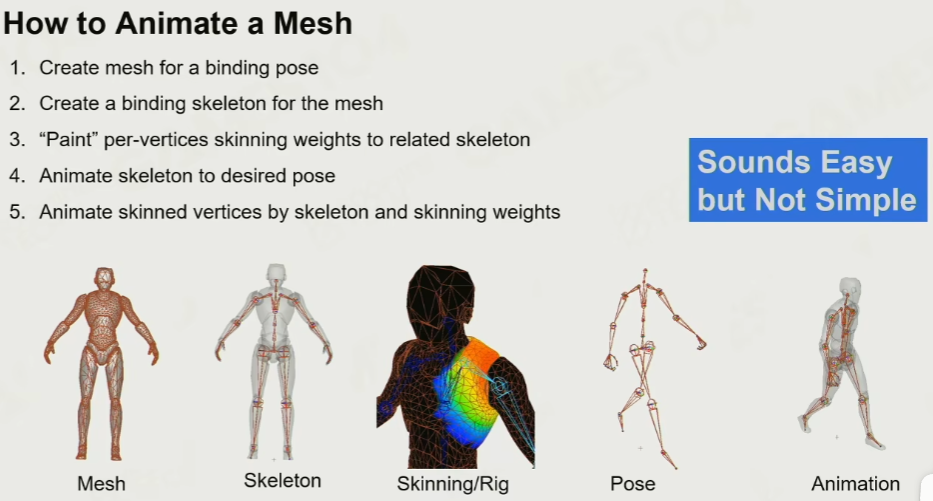 How to Animate a Mesh
1. Create mesh for a binding pose
2. Create a binding skeleton for the mesh
3. “Paint” per-vertices skinning weights to related skeleton
4. Animate skeleton to desired pose
5. Animate skinned vertices by skeleton and skinning weights
Sounds Easy
but Not Simple
Mesh
Skeleton
Skinning/Rig
Pose
Animation